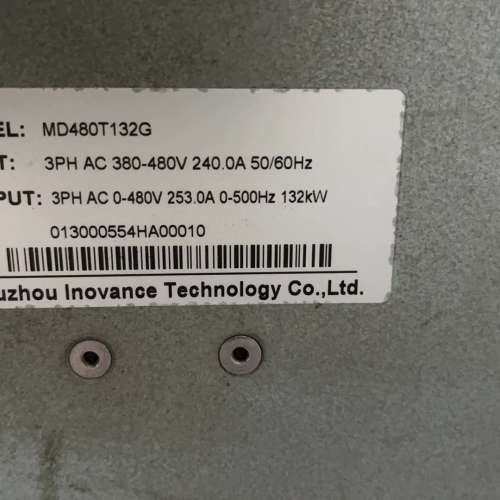 EL: MD480T132G
T: 3PH AC 380-480V 240.0A 50/60Hz
PUT: 3PH AC 0-480V 253.0A 0-500Hz 132kW
013000554HA00010
uzhou Inovance Technology Co.,Ltd.